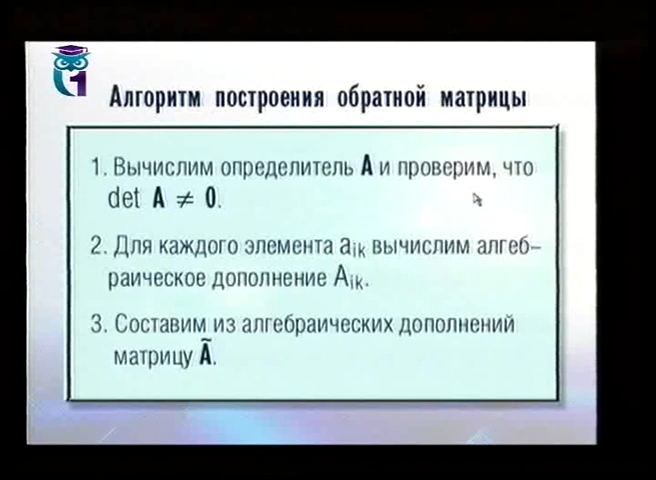 1
Алгоритм построения обратной матрицы
1. Вычислим определитель A и проверим, что
det A ≠ 0.
2. Для каждого элемента aik вычислим алгеб–
раическое дополнение Aik.
3. Составим из алгебраических дополнений
матрицу Ã.